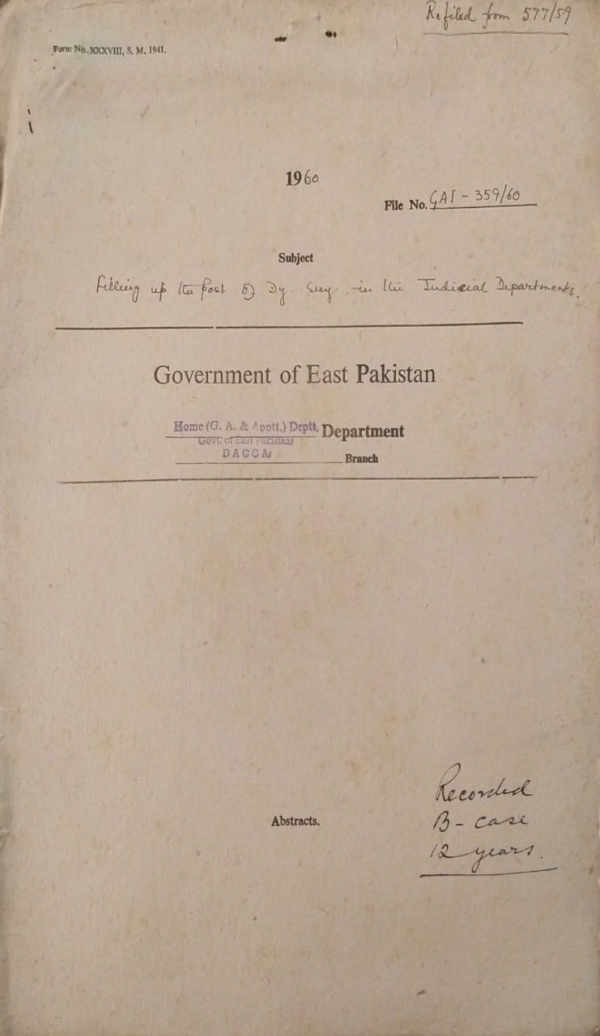 Refiled from 577/59
Form No. XXXVIII, S. M. 1941.
1960
File No. GAI - 359/60
Subject
Filling up the post of Dy. Secy. in the Judicial Departments.
Government of East Pakistan
Home (G. A. & Apptt.) Deptt. Department
Govt. of East Pakistan
DACCA Branch
Abstracts.
Recorded
B - case
12 years.